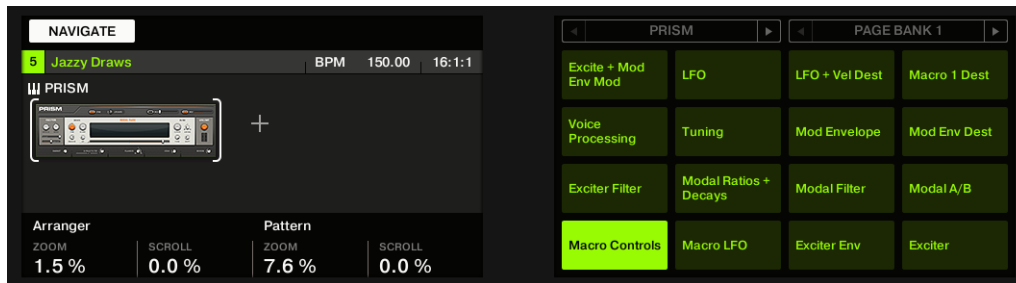 NAVIGATE
5 Jazzy Draws BPM 150.00 16:1:1
PRISM
PRISM
Arranger Pattern
ZOOM SCROLL ZOOM SCROLL
1.5 % 0.0 % 7.6 % 0.0 %
PRISM PAGE BANK 1
Excite + Mod
Env Mod
LFO
LFO + Vel Dest
Macro 1 Dest
Voice
Processing
Tuning
Mod Envelope
Mod Env Dest
Exciter Filter
Modal Ratios +
Decays
Modal Filter
Modal A/B
Macro Controls
Macro LFO
Exciter Env
Exciter